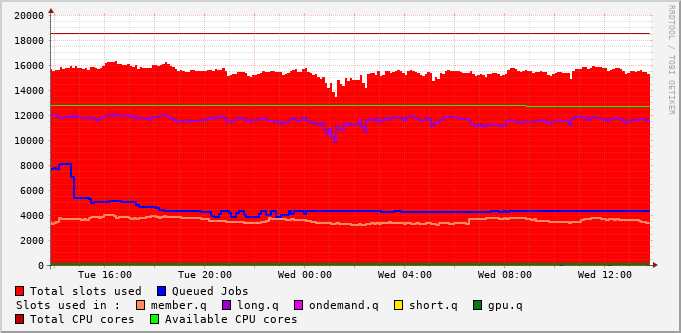 20000
18000
16000
14000
12000
10000
8000
6000
4000
2000
0
Tue 16:00 Tue 20:00 Wed 00:00 Wed 04:00 Wed 08:00 Wed 12:00
Total slots used Queued Jobs
Slots used in : member.q long.q ondemand.q short.q gpu.q
Total CPU cores Available CPU cores
RRDTOOL / TOBI OETIKER